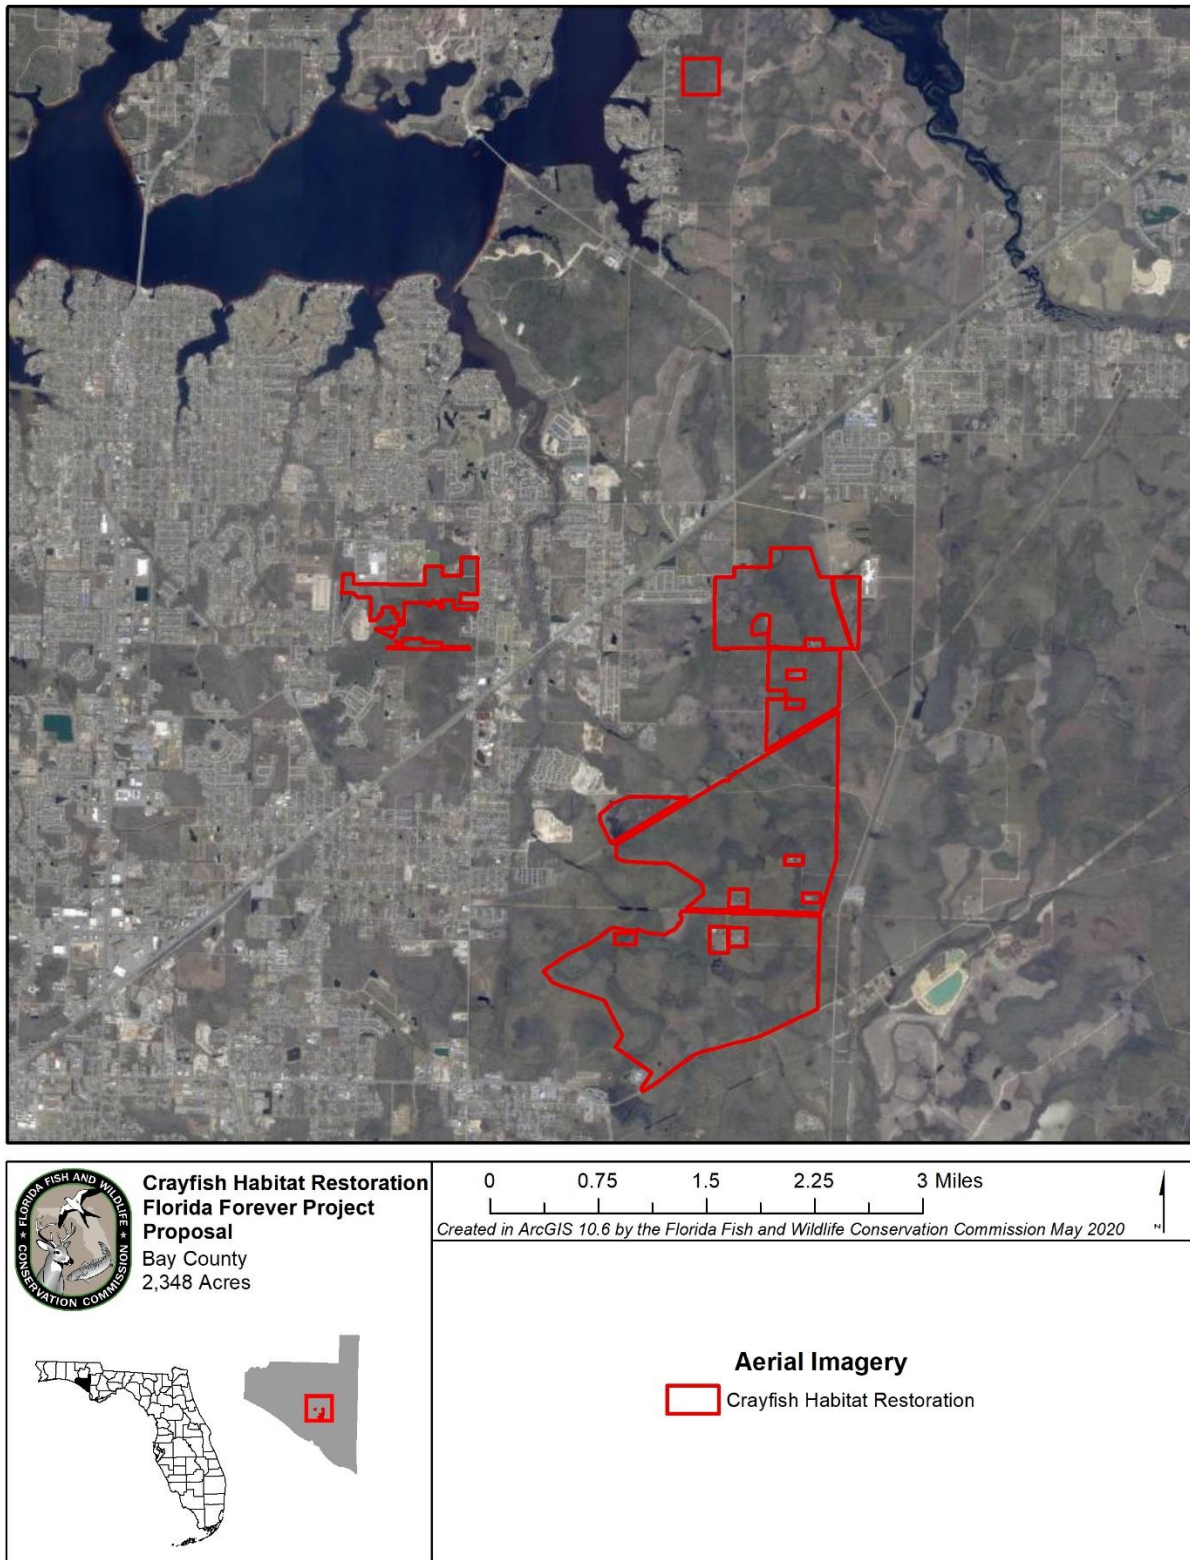 FLORIDA FISH AND WILDLIFE
CONSERVATION COMMISSION
Crayfish Habitat Restoration
Florida Forever Project
Proposal
Bay County
2,348 Acres
0 0.75 1.5 2.25 3 Miles
Created in ArcGIS 10.6 by the Florida Fish and Wildlife Conservation Commission May 2020
N
Aerial Imagery
Crayfish Habitat Restoration